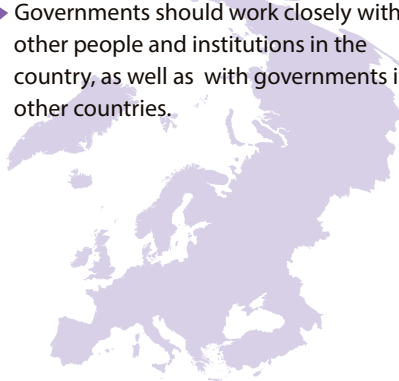 Governments should work closely with
other people and institutions in the
country, as well as with governments i
other countries.